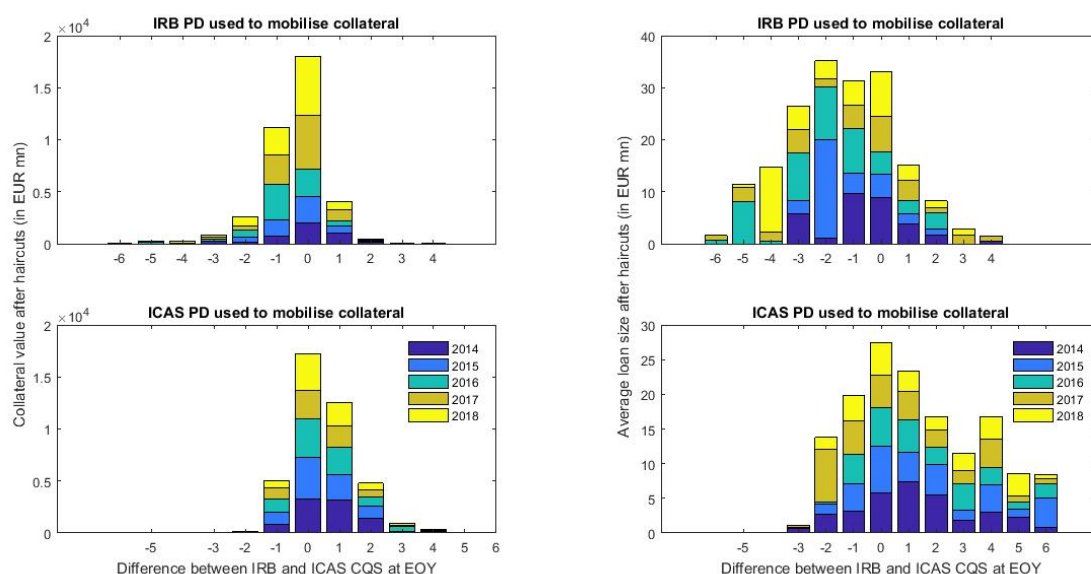 IRB PD used to mobilise collateral
2 ×10⁴
1.5
1
0.5
0
-6 -5 -4 -3 -2 -1 0 1 2 3 4
ICAS PD used to mobilise collateral
2 ×10⁴
1.5
1
0.5
0
-5 -3 -2 -1 0 1 2 3 4 6
2014
2015
2016
2017
2018
Collateral value after haircuts (in EUR mn)
Difference between IRB and ICAS CQS at EOY
IRB PD used to mobilise collateral
40
30
20
10
0
-6 -5 -4 -3 -2 -1 0 1 2 3 4
ICAS PD used to mobilise collateral
30
25
20
15
10
5
0
-5 -3 -2 -1 0 1 2 3 4 5 6
2014
2015
2016
2017
2018
Average loan size after haircuts (in EUR mn)
Difference between IRB and ICAS CQS at EOY